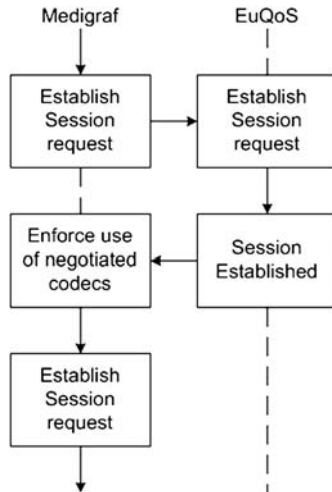 Medigraf
EuQoS
Establish
Session
request
Establish
Session
request
Enforce use
of negotiated
codecs
Session
Established
Establish
Session
request